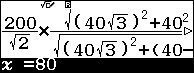 √▱ D
200/√2 × √((40√3)²+40²)/√((40√3)²+(40- ▷
x =80